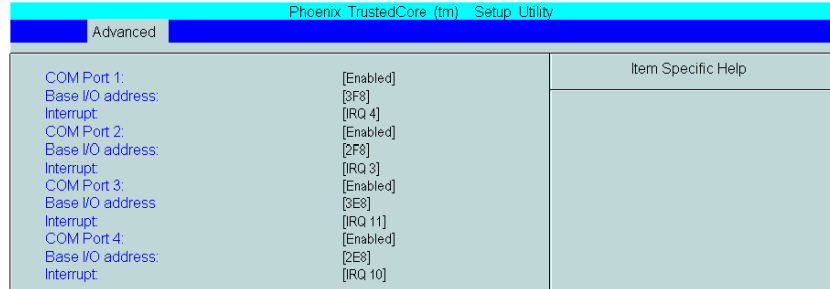 Phoenix TrustedCore (tm) Setup Utility
Advanced
Item Specific Help
COM Port 1: [Enabled]
Base I/O address: [3F8]
Interrupt: [IRQ 4]
COM Port 2: [Enabled]
Base I/O address: [2F8]
Interrupt: [IRQ 3]
COM Port 3: [Enabled]
Base I/O address [3E8]
Interrupt: [IRQ 11]
COM Port 4: [Enabled]
Base I/O address: [2E8]
Interrupt: [IRQ 10]